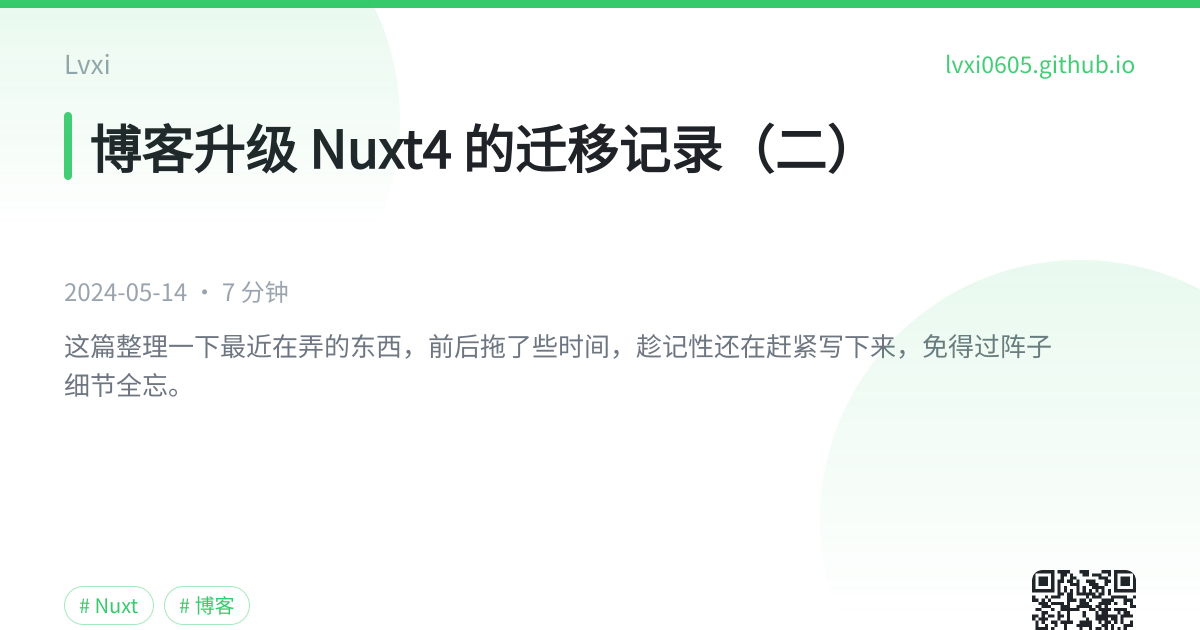 Lvxi
lvxi0605.github.io
博客升级 Nuxt4 的迁移记录（二）
2024-05-14 · 7 分钟
这篇整理一下最近在弄的东西，前后拖了些时间，趁记性还在赶紧写下来，免得过阵子
细节全忘。
# Nuxt
# 博客